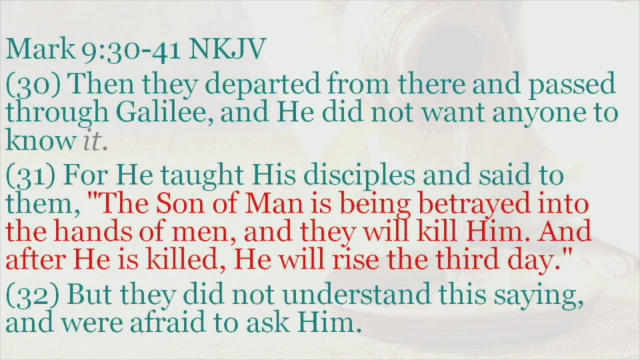 Mark 9:30-41 NKJV
(30) Then they departed from there and passed
through Galilee, and He did not want anyone to
know it.
(31) For He taught His disciples and said to
them, "The Son of Man is being betrayed into
the hands of men, and they will kill Him. And
after He is killed, He will rise the third day."
(32) But they did not understand this saying,
and were afraid to ask Him.